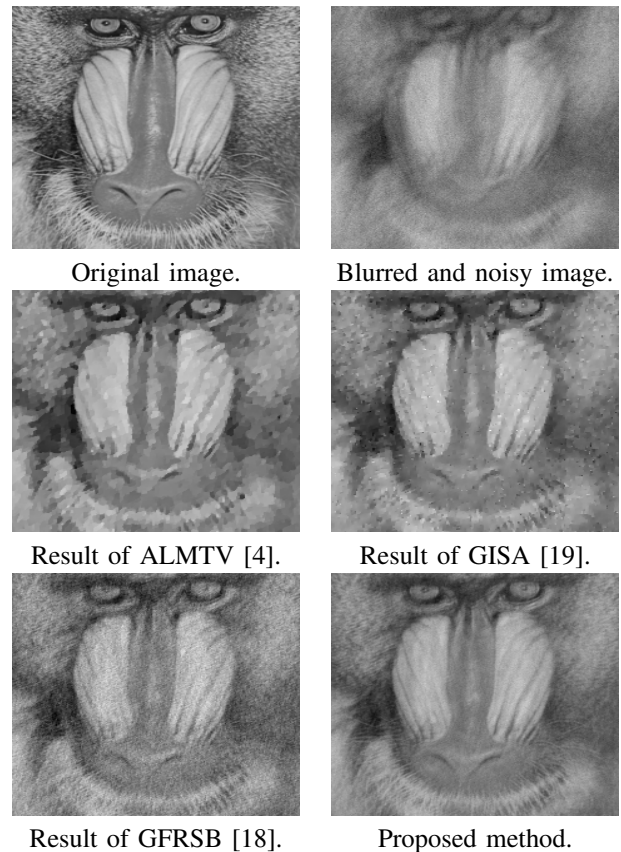 Original image.
Blurred and noisy image.
Result of ALMTV [4].
Result of GISA [19].
Result of GFRSB [18].
Proposed method.